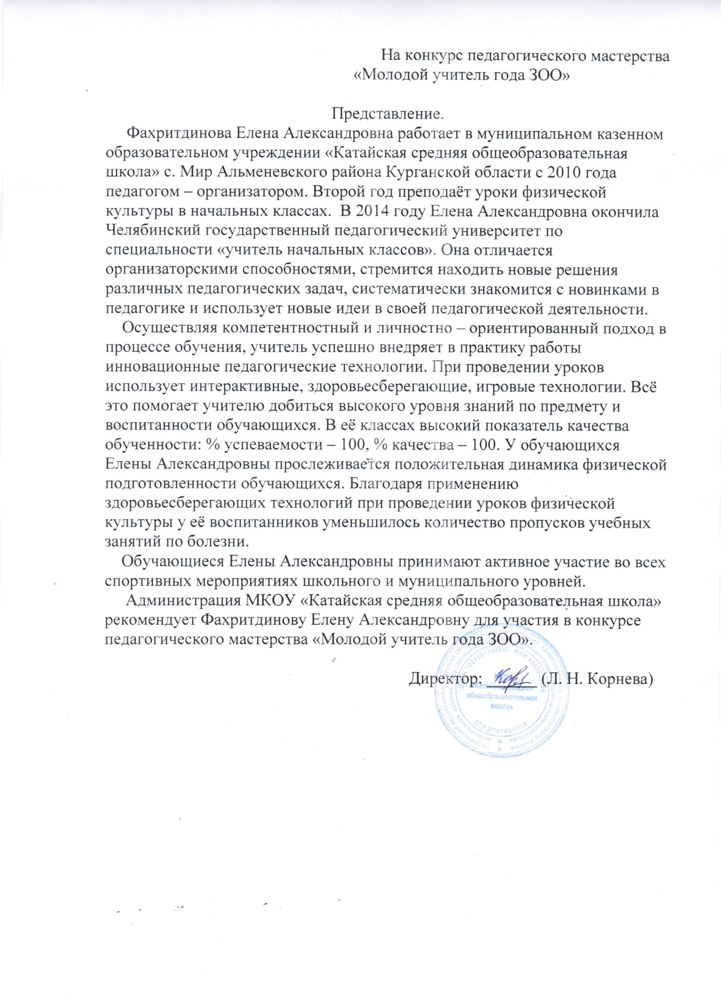 На конкурс педагогического мастерства
«Молодой учитель года ЗОО»
Представление.
Фахритдинова Елена Александровна работает в муниципальном казенном
образовательном учреждении «Катайская средняя общеобразовательная
школа» с. Мир Альменевского района Курганской области с 2010 года
педагогом – организатором. Второй год преподаёт уроки физической
культуры в начальных классах. В 2014 году Елена Александровна окончила
Челябинский государственный педагогический университет по
специальности «учитель начальных классов». Она отличается
организаторскими способностями, стремится находить новые решения
различных педагогических задач, систематически знакомится с новинками в
педагогике и использует новые идеи в своей педагогической деятельности.
Осуществляя компетентностный и личностно – ориентированный подход в
процессе обучения, учитель успешно внедряет в практику работы
инновационные педагогические технологии. При проведении уроков
использует интерактивные, здоровьесберегающие, игровые технологии. Всё
это помогает учителю добиться высокого уровня знаний по предмету и
воспитанности обучающихся. В её классах высокий показатель качества
обученности: % успеваемости – 100, % качества – 100. У обучающихся
Елены Александровны прослеживается положительная динамика физической
подготовленности обучающихся. Благодаря применению
здоровьесберегающих технологий при проведении уроков физической
культуры у её воспитанников уменьшилось количество пропусков учебных
занятий по болезни.
Обучающиеся Елены Александровны принимают активное участие во всех
спортивных мероприятиях школьного и муниципального уровней.
Администрация МКОУ «Катайская средняя общеобразовательная школа»
рекомендует Фахритдинову Елену Александровну для участия в конкурсе
педагогического мастерства «Молодой учитель года ЗОО».
Директор: (Л. Н. Корнева)
общеобразовательная
школа»
ДЛЯ ДОКУМЕНТОВ